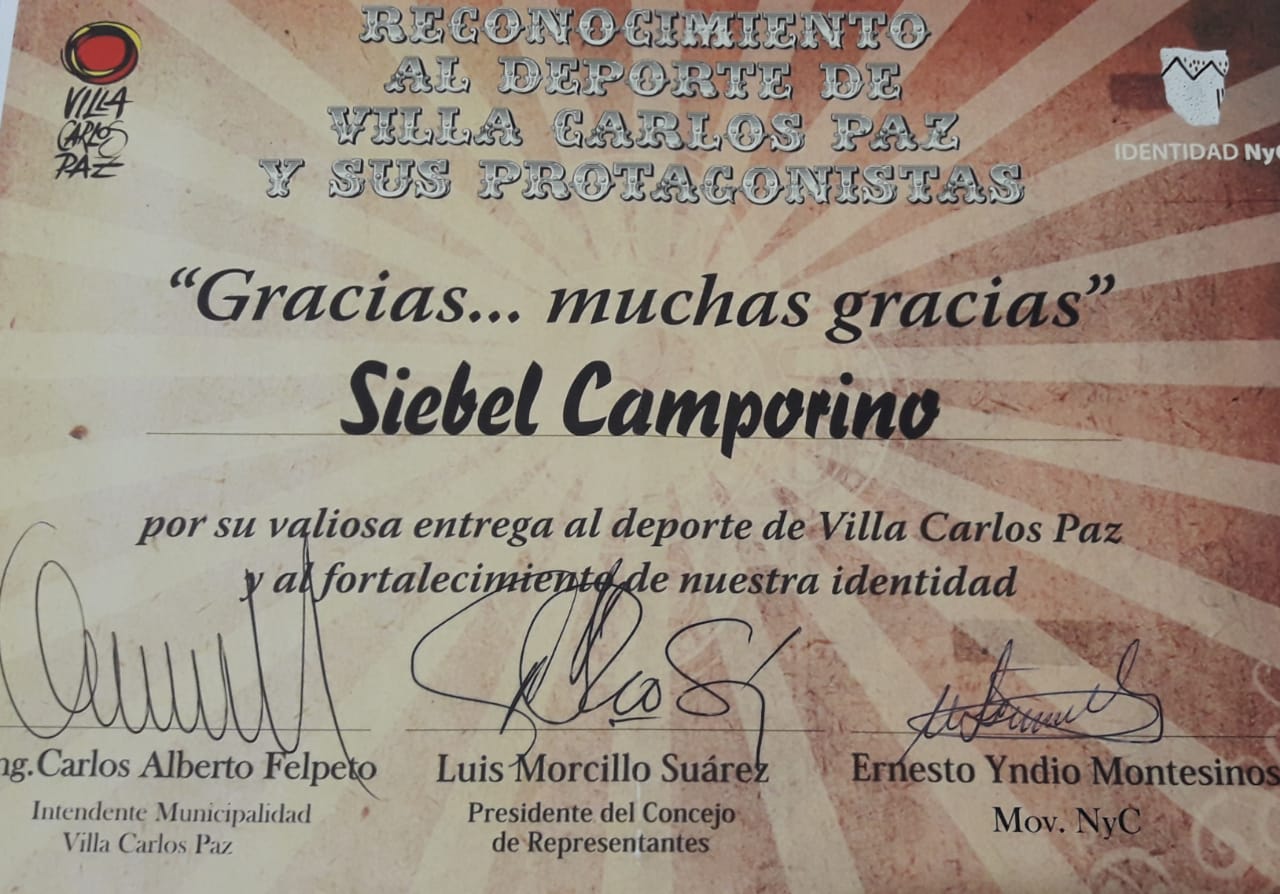 RECONOCIMIENTO
AL DEPORTE DE
VILLA CARLOS PAZ
Y SUS PROTAGONISTAS
VILLA
CARLOS
PAZ
IDENTIDAD NyC
"Gracias... muchas gracias"
Siebel Camporino
por su valiosa entrega al deporte de Villa Carlos Paz
y al fortalecimiento de nuestra identidad
ng.Carlos Alberto Felpeto
Intendente Municipalidad
Villa Carlos Paz
Luis Morcillo Suárez
Presidente del Concejo
de Representantes
Ernesto Yndio Montesinos
Mov. NyC